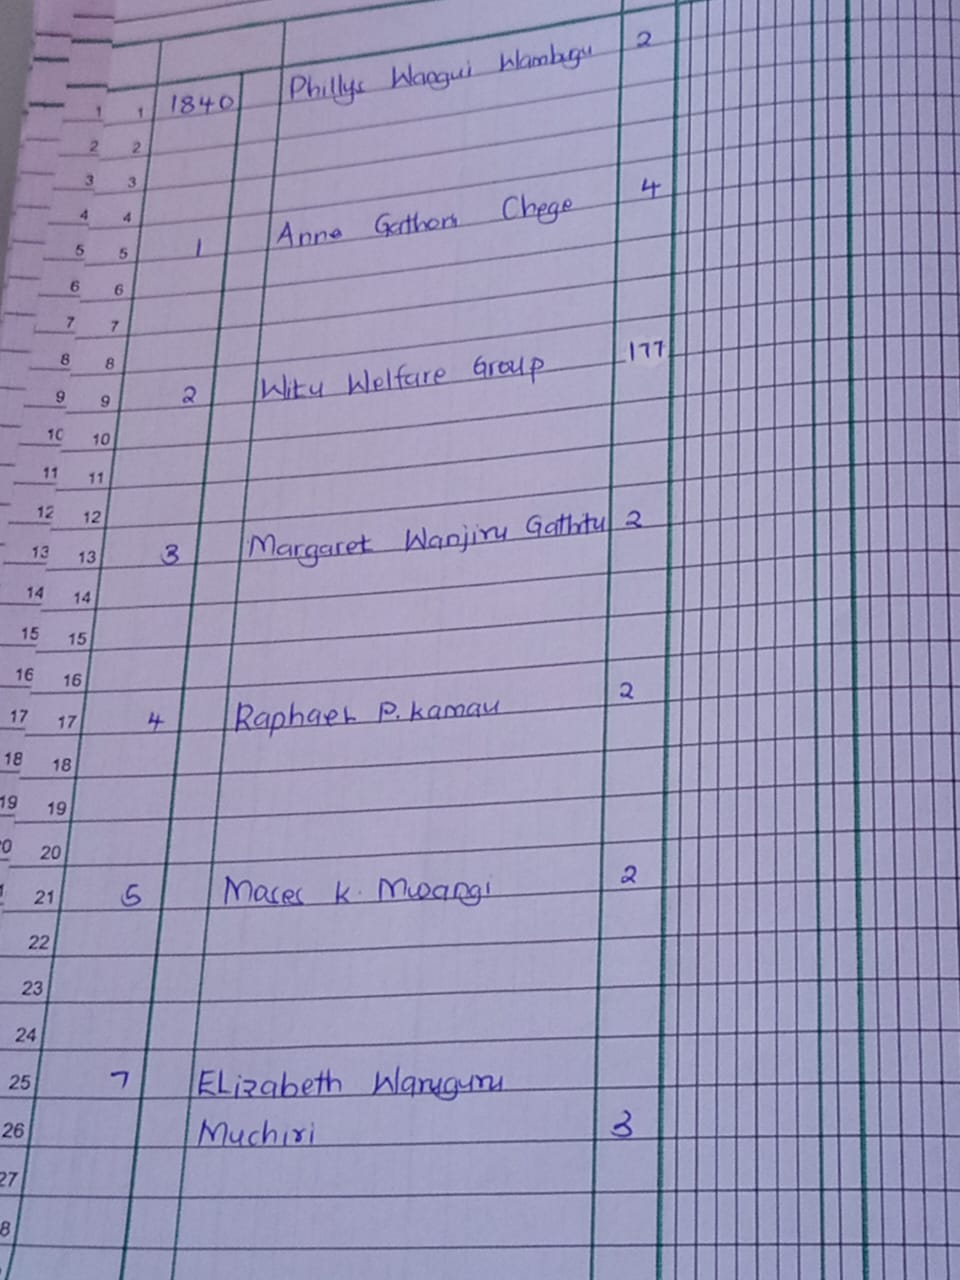 1 1 1840 Phillys Wangui Wambugu 2
2 2
3 3
4 4
5 5 1 Anne Gathoni Chege 4
6 6
7 7
8 8
9 9 2 Witu Welfare Group 177
10 10
11 11
12 12
13 13 3 Margaret Wanjiru Gathitu 2
14 14
15 15
16 16
17 17 4 Raphael P. Kamau 2
18 18
19 19
20
21 5 Moses K. Mwangi 2
22
23
24
25 7 Elizabeth Waruguru
26 Muchiri 3
27
8